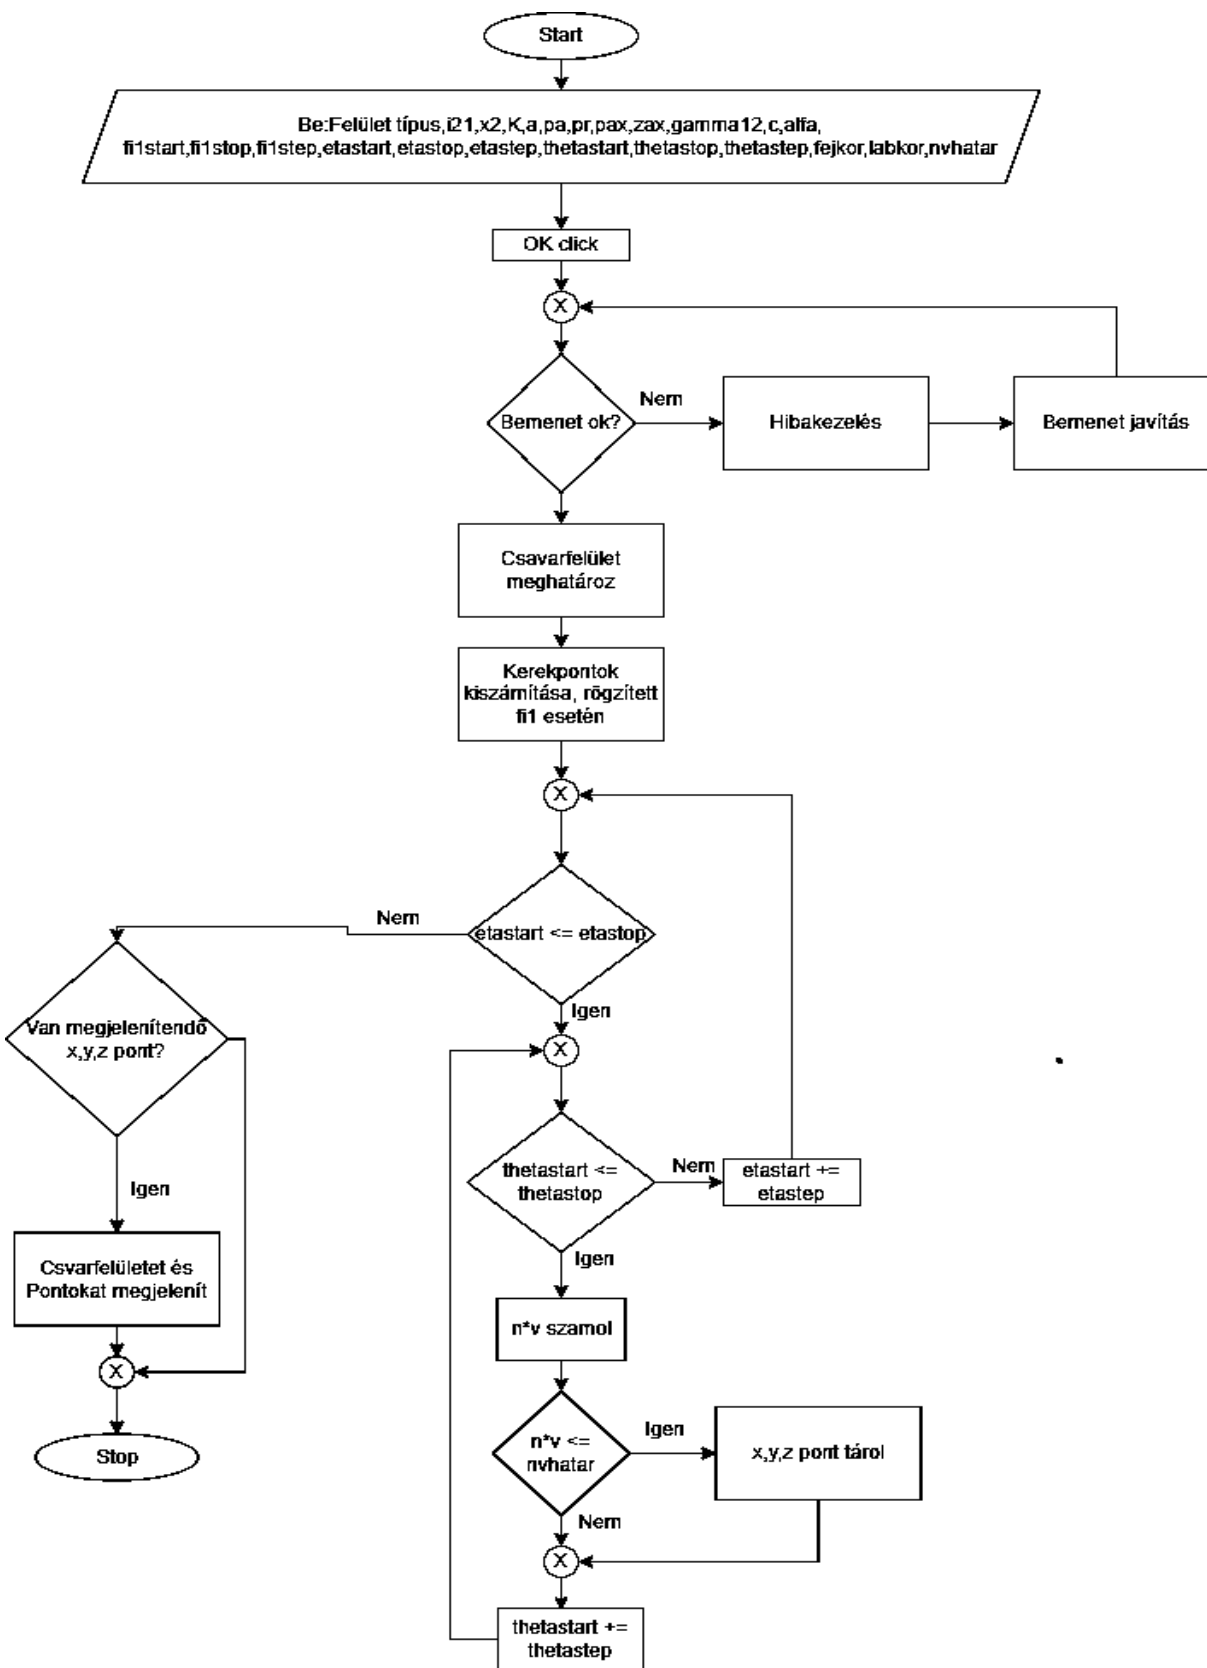 Start
Be:Felület típus,i21,x2,K,a,pa,pr,pax,zax,gamma12,c,alfa,
fi1start,fi1stop,fi1step,etastart,etastop,etastep,thetastart,thetastop,thetastep,fejkor,labkor,nvhatar
OK click
X
Bemenet ok?
Nem
Hibakezelés
Bemenet javítás
Csavarfelület
meghatároz
Kerekpontok
kiszámítása, rögzített
fi1 esetén
X
etastart <= etastop
Nem
Igen
Van megjelenítendő
x,y,z pont?
Igen
Csvarfelületet és
Pontokat megjelenít
X
Stop
X
thetastart <=
thetastop
Nem
etastart +=
etastep
Igen
n*v szamol
n*v <=
nvhatar
Igen
x,y,z pont tárol
Nem
X
thetastart +=
thetastep